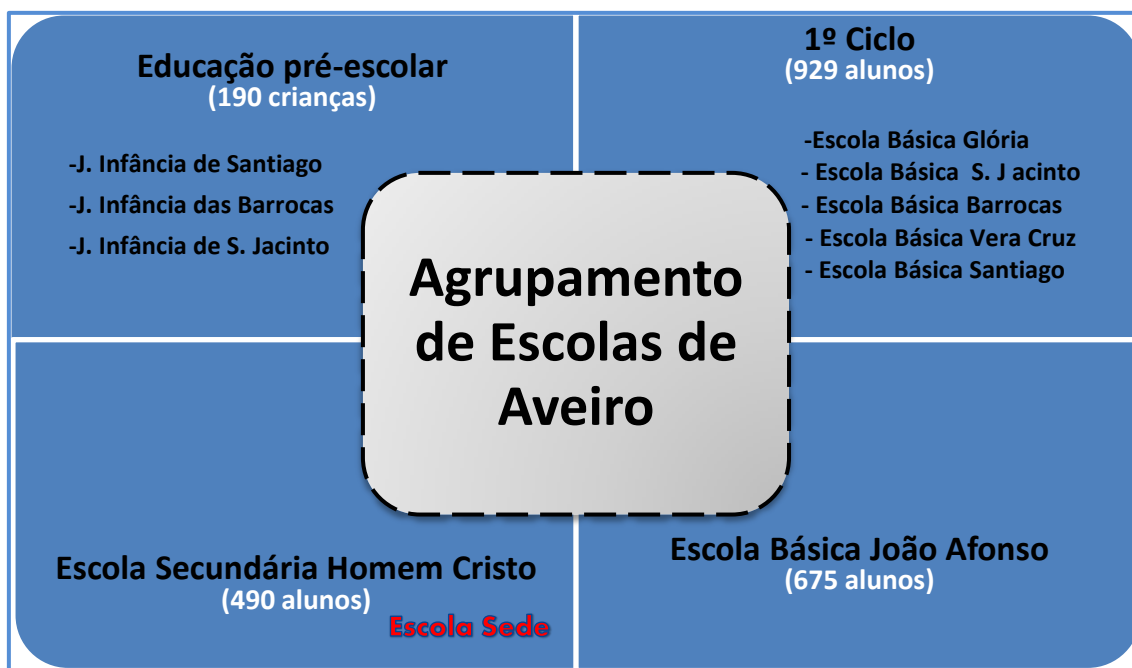 Educação pré-escolar
(190 crianças)
-J. Infância de Santiago
-J. Infância das Barrocas
-J. Infância de S. Jacinto
1º Ciclo
(929 alunos)
-Escola Básica Glória
- Escola Básica  S. J acinto
- Escola Básica Barrocas
- Escola Básica Vera Cruz
- Escola Básica Santiago
Agrupamento
de Escolas de
Aveiro
Escola Secundária Homem Cristo
(490 alunos)
Escola Sede
Escola Básica João Afonso
(675 alunos)